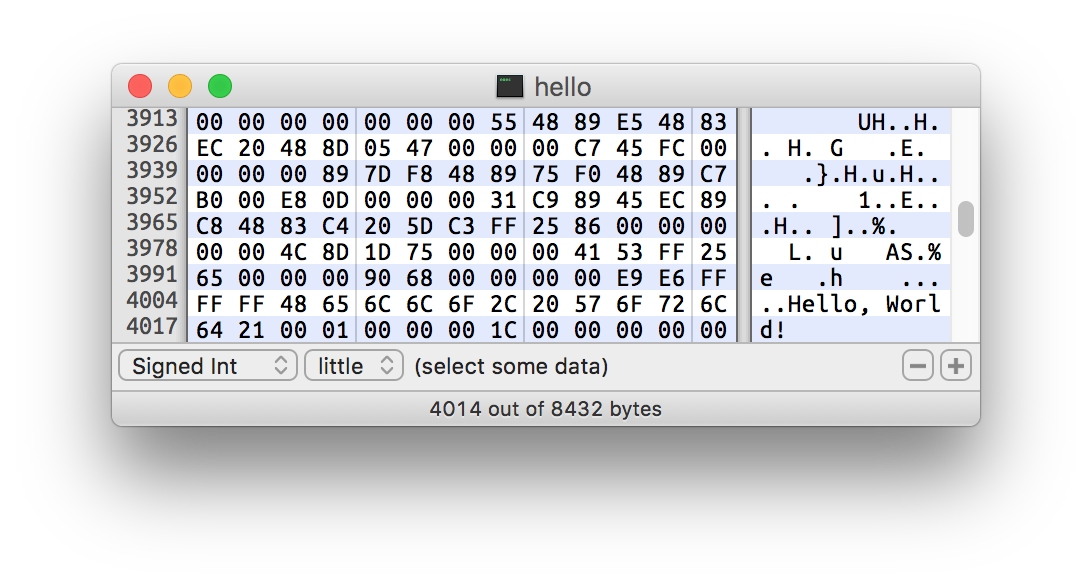 hello
3913 00 00 00 00 00 00 00 55 48 89 E5 48 83 UH..H.
3926 EC 20 48 8D 05 47 00 00 00 C7 45 FC 00 . H. G .E.
3939 00 00 00 89 7D F8 48 89 75 F0 48 89 C7 .}.H.u.H..
3952 B0 00 E8 0D 00 00 00 31 C9 89 45 EC 89 . . 1..E..
3965 C8 48 83 C4 20 5D C3 FF 25 86 00 00 00 .H.. ]..%.
3978 00 00 4C 8D 1D 75 00 00 00 41 53 FF 25 L. u AS.%
3991 65 00 00 00 90 68 00 00 00 00 E9 E6 FF e .h ...
4004 FF FF 48 65 6C 6C 6F 2C 20 57 6F 72 6C ..Hello, Worl
4017 64 21 00 01 00 00 00 1C 00 00 00 00 00 d!
Signed Int little (select some data) − +
4014 out of 8432 bytes